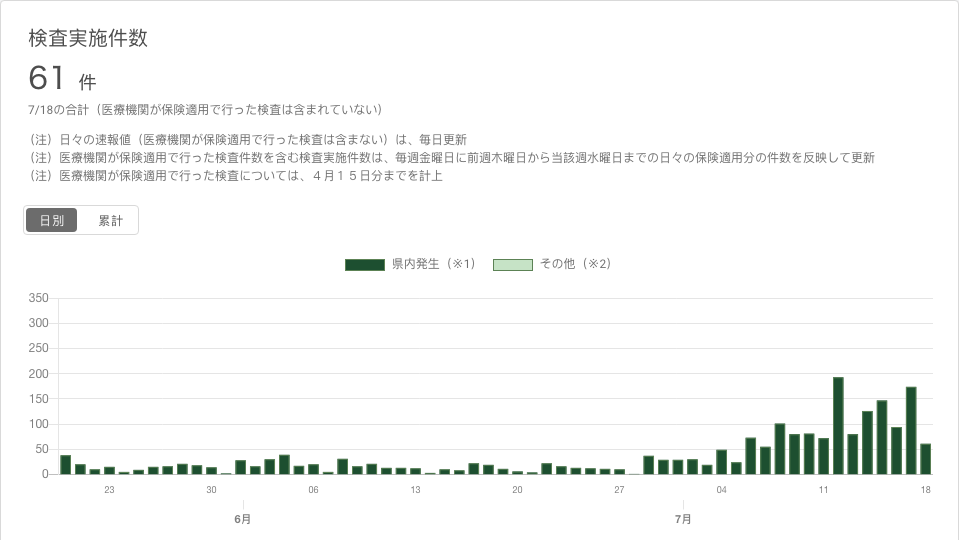 検査実施件数
61 件
7/18の合計（医療機関が保険適用で行った検査は含まれていない）
（注）日々の速報値（医療機関が保険適用で行った検査は含まない）は、毎日更新
（注）医療機関が保険適用で行った検査件数を含む検査実施件数は、毎週金曜日に前週木曜日から当該週水曜日までの日々の保険適用分の件数を反映して更新
（注）医療機関が保険適用で行った検査については、４月１５日分までを計上
日別 累計
県内発生（※1） その他（※2）
350
300
250
200
150
100
50
0
23 30 06 13 20 27 04 11 18
6月 7月